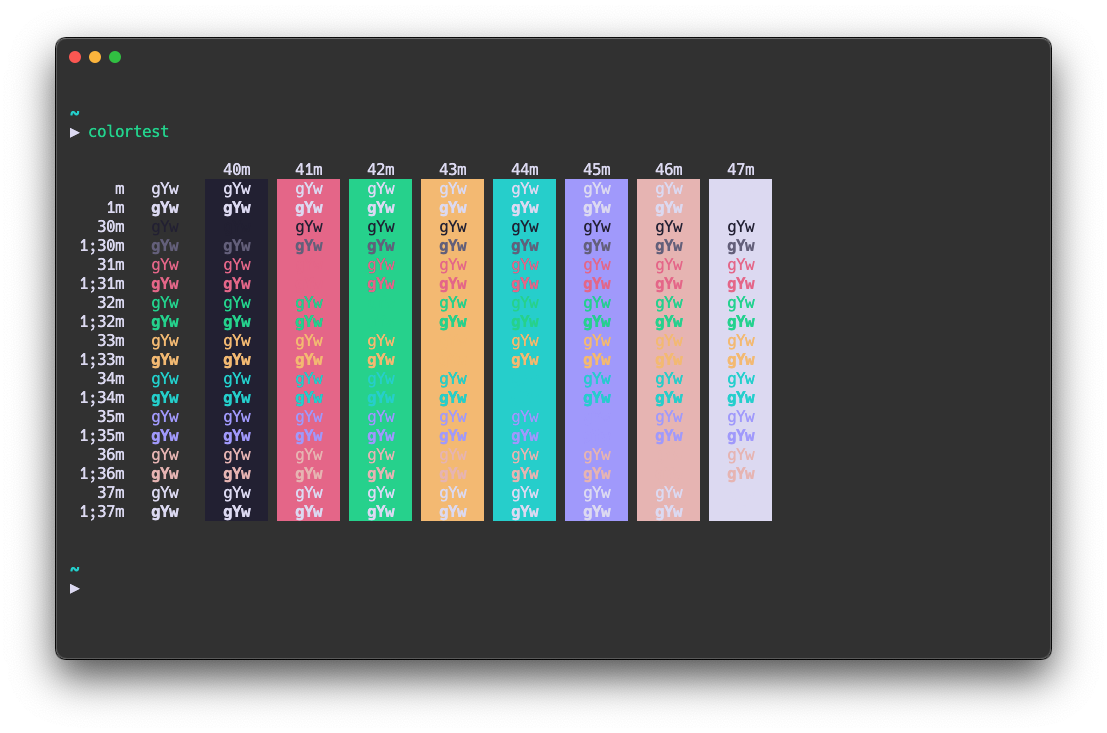 ~
▶ colortest
40m 41m 42m 43m 44m 45m 46m 47m
m gYw gYw gYw gYw gYw gYw gYw gYw
1m gYw gYw gYw gYw gYw gYw gYw gYw
30m gYw gYw gYw gYw gYw gYw gYw gYw
1;30m gYw gYw gYw gYw gYw gYw gYw gYw gYw
31m gYw gYw gYw gYw gYw gYw gYw gYw
1;31m gYw gYw gYw gYw gYw gYw gYw gYw
32m gYw gYw gYw gYw gYw gYw gYw gYw
1;32m gYw gYw gYw gYw gYw gYw gYw gYw
33m gYw gYw gYw gYw gYw gYw gYw gYw
1;33m gYw gYw gYw gYw gYw gYw gYw gYw
34m gYw gYw gYw gYw gYw gYw gYw gYw
1;34m gYw gYw gYw gYw gYw gYw gYw gYw
35m gYw gYw gYw gYw gYw gYw gYw gYw
1;35m gYw gYw gYw gYw gYw gYw gYw gYw
36m gYw gYw gYw gYw gYw gYw gYw gYw
1;36m gYw gYw gYw gYw gYw gYw gYw gYw
37m gYw gYw gYw gYw gYw gYw gYw gYw
1;37m gYw gYw gYw gYw gYw gYw gYw gYw
~
▶